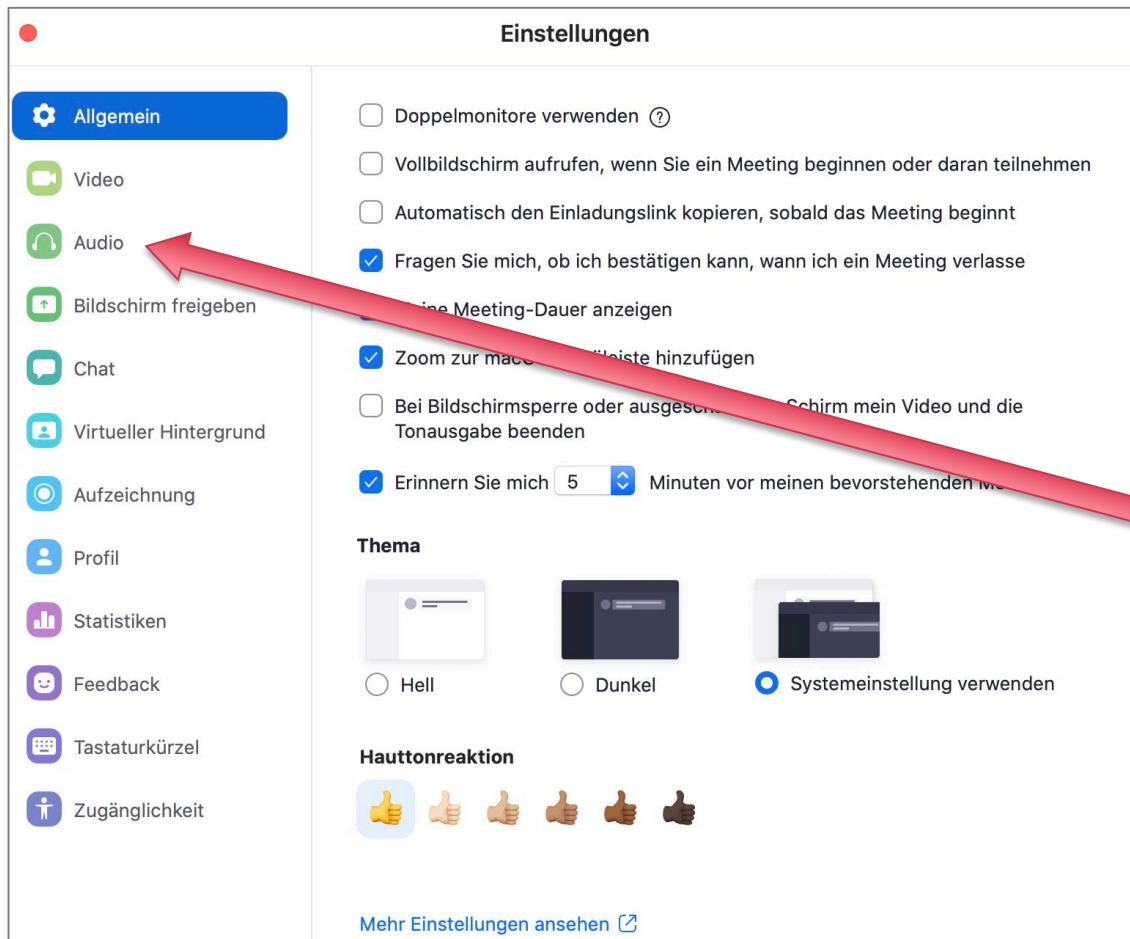 Einstellungen
Allgemein
Video
Audio
Bildschirm freigeben
Chat
Virtueller Hintergrund
Aufzeichnung
Profil
Statistiken
Feedback
Tastaturkürzel
Zugänglichkeit
Doppelmonitore verwenden ?
Vollbildschirm aufrufen, wenn Sie ein Meeting beginnen oder daran teilnehmen
Automatisch den Einladungslink kopieren, sobald das Meeting beginnt
Fragen Sie mich, ob ich bestätigen kann, wann ich ein Meeting verlasse
Meeting-Dauer anzeigen
Zoom zur hinzufügen
Bei Bildschirmsperre oder mein Video und die
Tonausgabe beenden
Erinnern Sie mich 5 Minuten vor meinen bevorstehenden
Thema
Hell
Dunkel
Systemeinstellung verwenden
Hauttonreaktion
Mehr Einstellungen ansehen